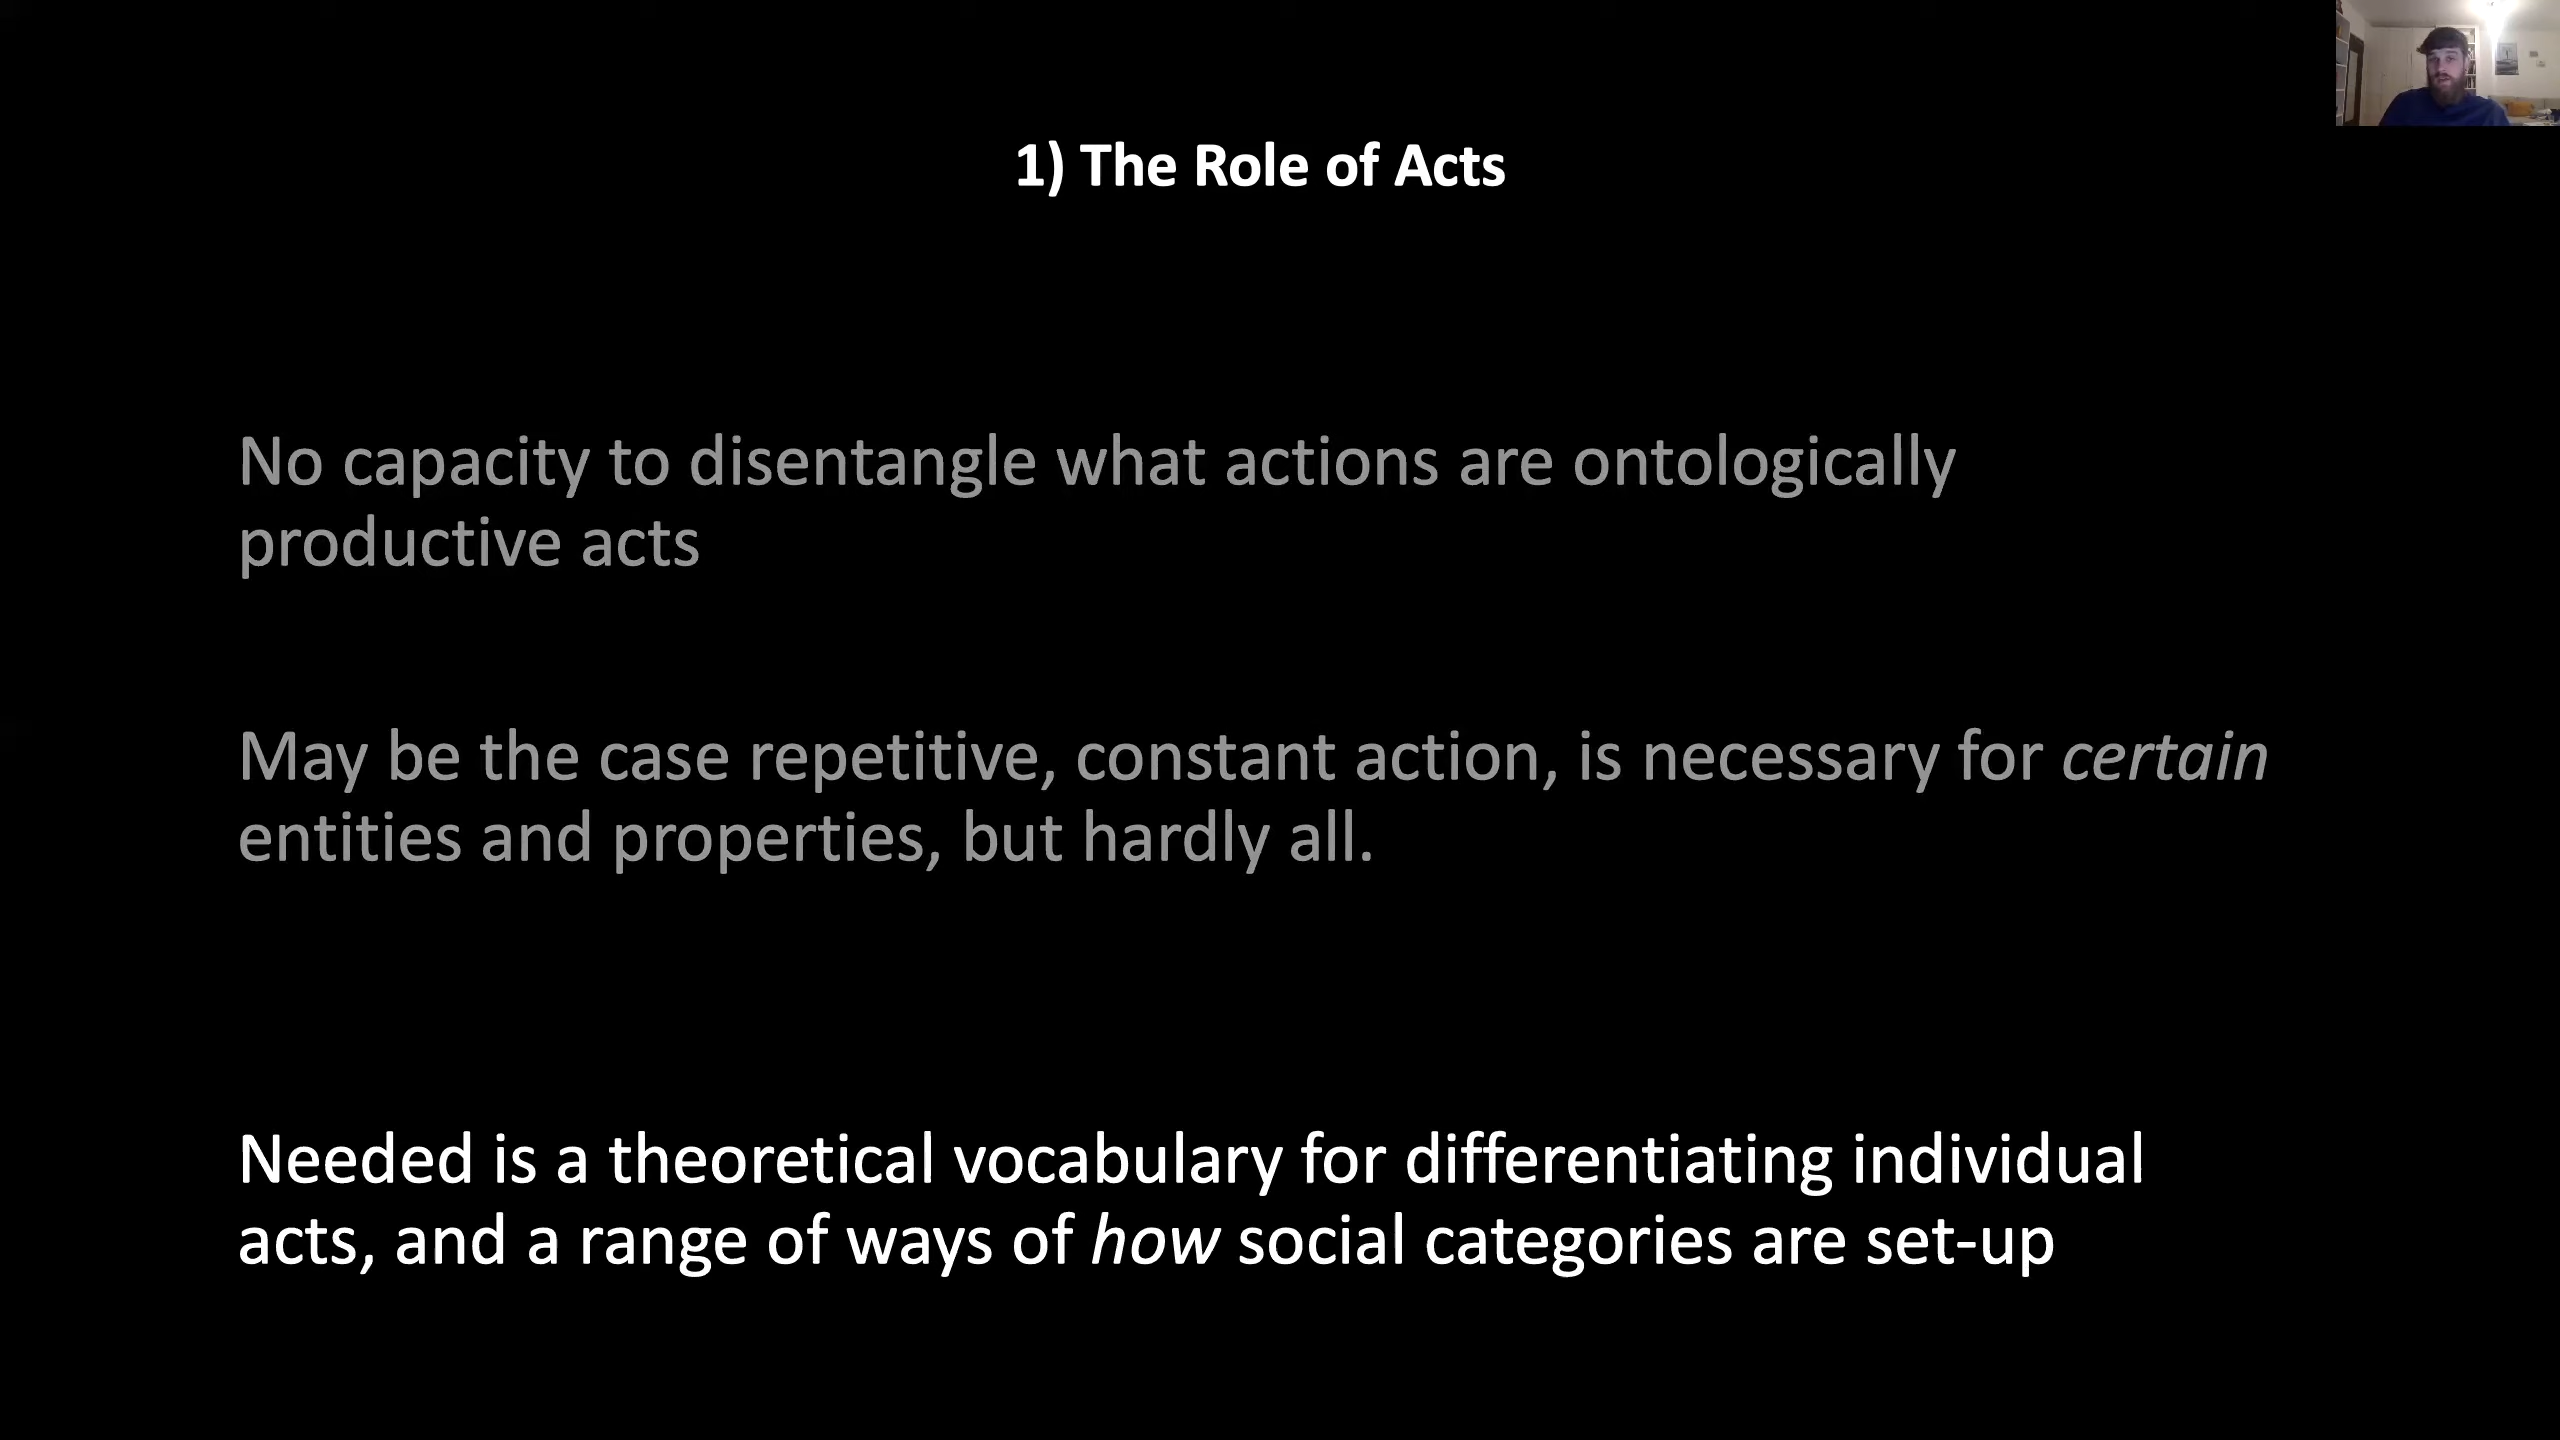 1) The Role of Acts
No capacity to disentangle what actions are ontologically
productive acts
May be the case repetitive, constant action, is necessary for certain
entities and properties, but hardly all.
Needed is a theoretical vocabulary for differentiating individual
acts, and a range of ways of how social categories are set-up